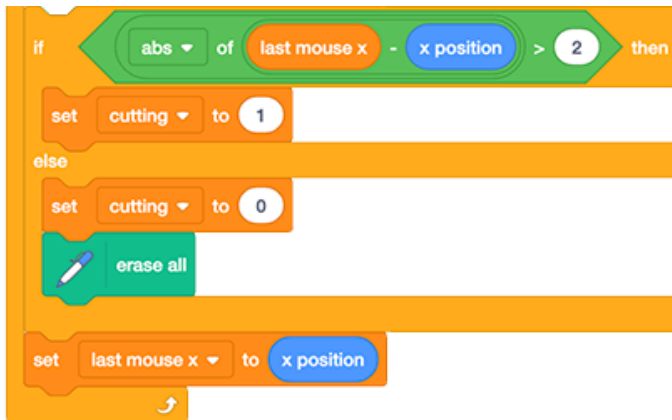 if abs of last mouse x - x position > 2 then
set cutting to 1
else
set cutting to 0
erase all
set last mouse x to x position